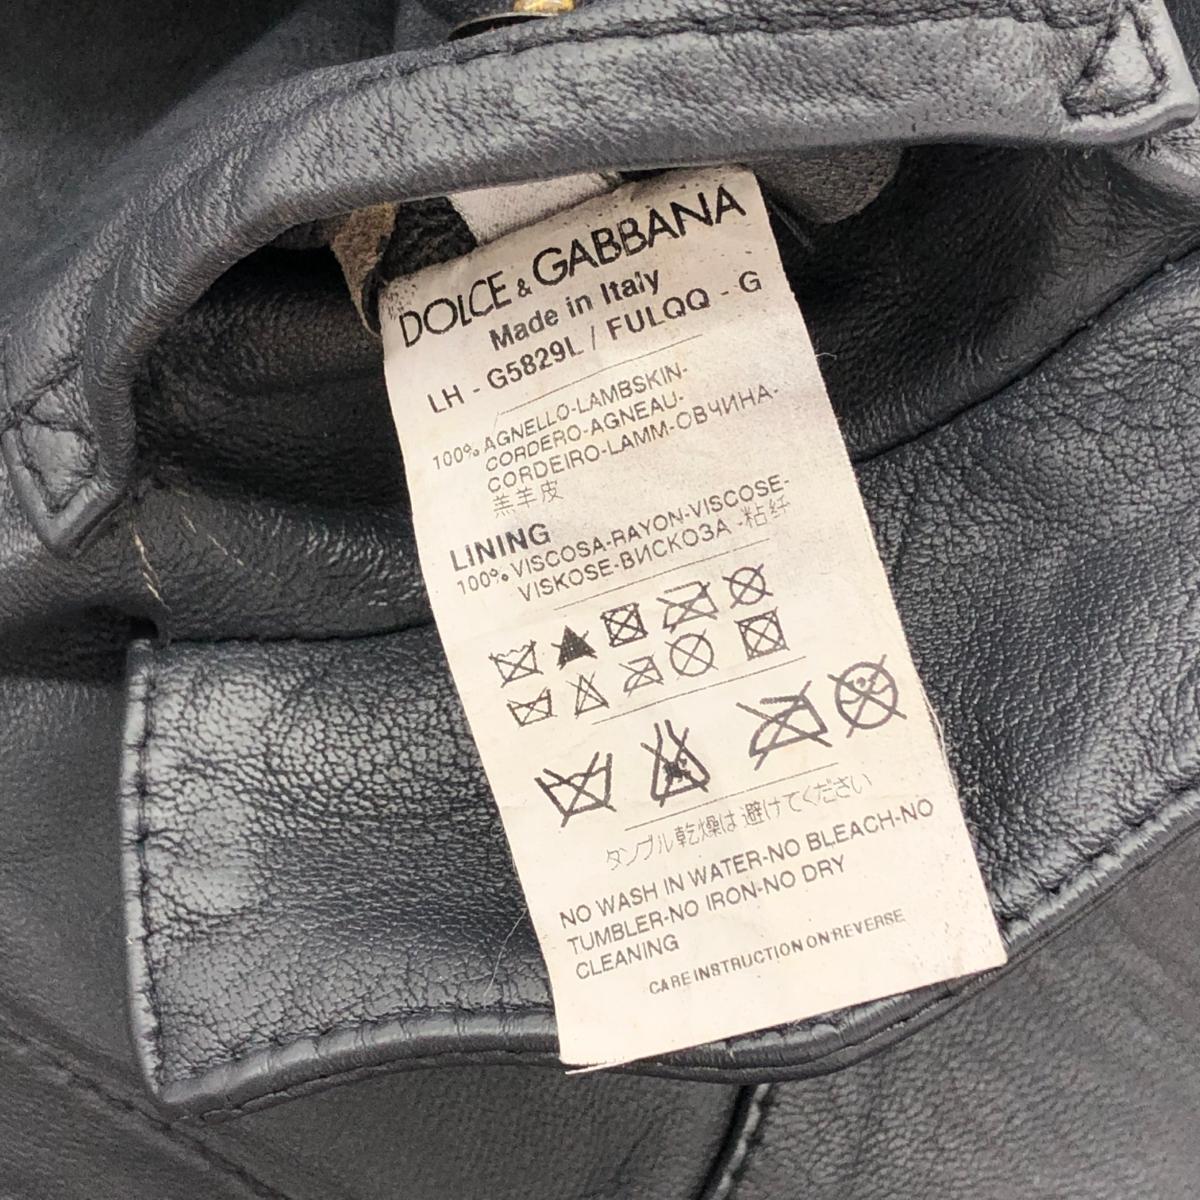 DOLCE & GABBANA
Made in Italy
LH - G5829L / FULQQ - G
100% AGNELLO-LAMBSKIN-
CORDERO-AGNEAU-
CORDEIRO-LAMM-ОВЧИНА-
羔羊皮
LINING
100% VISCOSA-RAYON-VISCOSE-
VISKOSE-ВИСКОЗА -粘纤
タンブル乾燥は避けてください
NO WASH IN WATER-NO BLEACH-NO
TUMBLER-NO IRON-NO DRY
CLEANING
CARE INSTRUCTION ON REVERSE